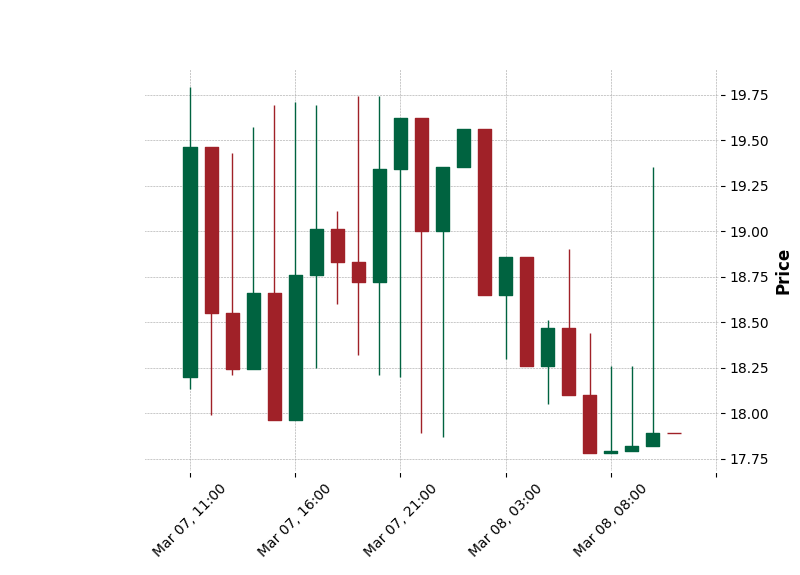 19.75
19.50
19.25
19.00
18.75
18.50
18.25
18.00
17.75
Price
Mar 07, 11:00
Mar 07, 16:00
Mar 07, 21:00
Mar 08, 03:00
Mar 08, 08:00